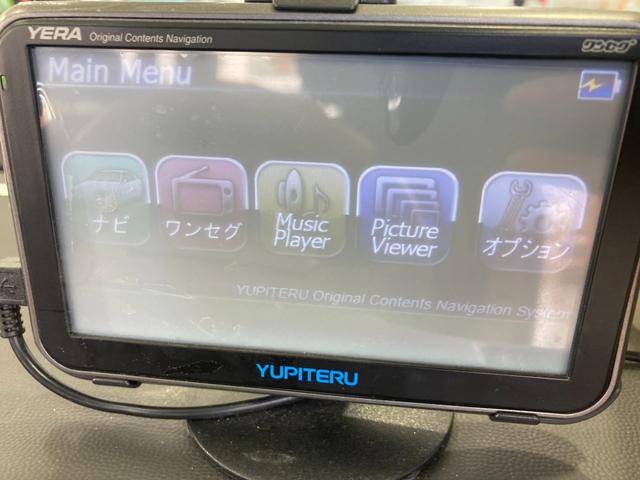 YERA Original Contents Navigation
ワンセグ
Main Menu
ナビ
ワンセグ
Music
Player
Picture
Viewer
オプション
YUPITERU Original Contents Navigation System
YUPITERU